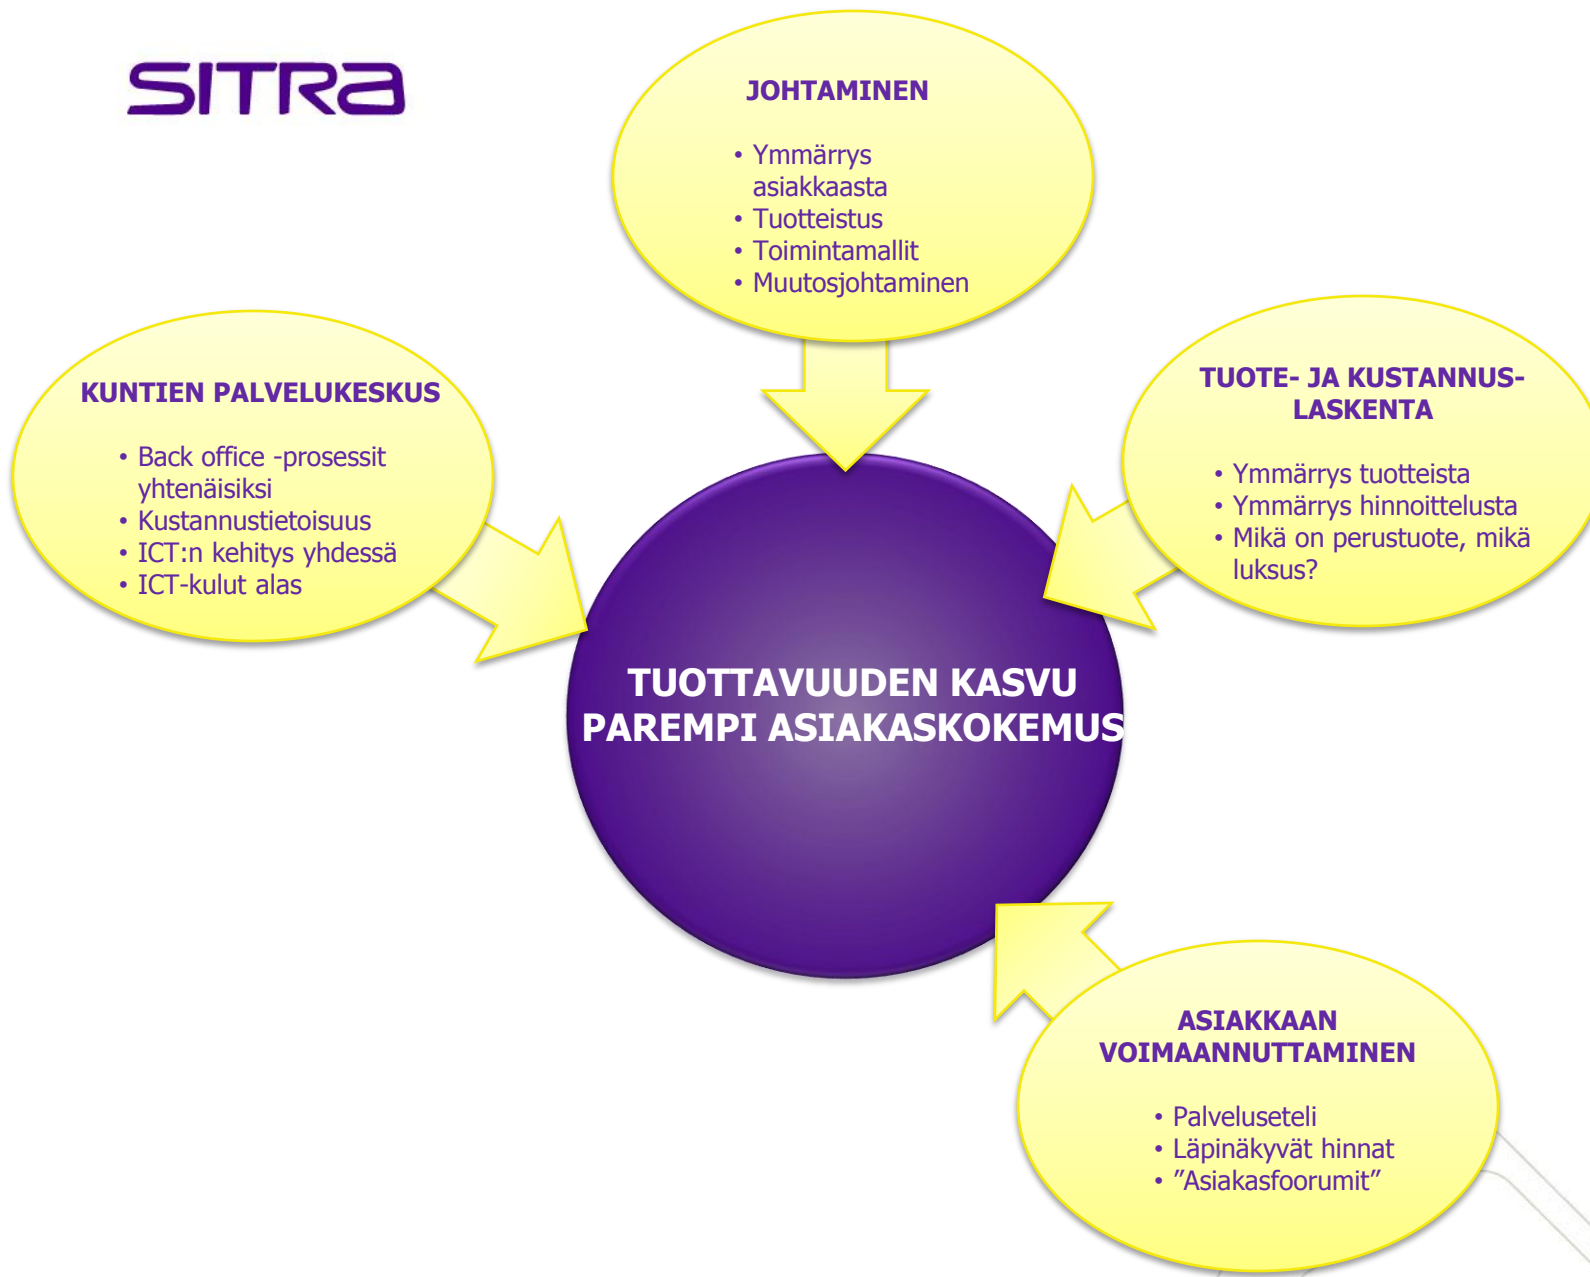 SITRA
JOHTAMINEN
• Ymmärrys
asiakkaasta
• Tuotteistus
• Toimintamallit
• Muutosjohtaminen
KUNTIEN PALVELUKESKUS
• Back office -prosessit
yhtenäisiksi
• Kustannustietoisuus
• ICT:n kehitys yhdessä
• ICT-kulut alas
TUOTE- JA KUSTANNUS-
LASKENTA
• Ymmärrys tuotteista
• Ymmärrys hinnoittelusta
• Mikä on perustuote, mikä
luksus?
TUOTTAVUUDEN KASVU
PAREMPI ASIAKASKOKEMUS
ASIAKKAAN
VOIMAANNUTTAMINEN
• Palveluseteli
• Läpinäkyvät hinnat
• ”Asiakasfoorumit”